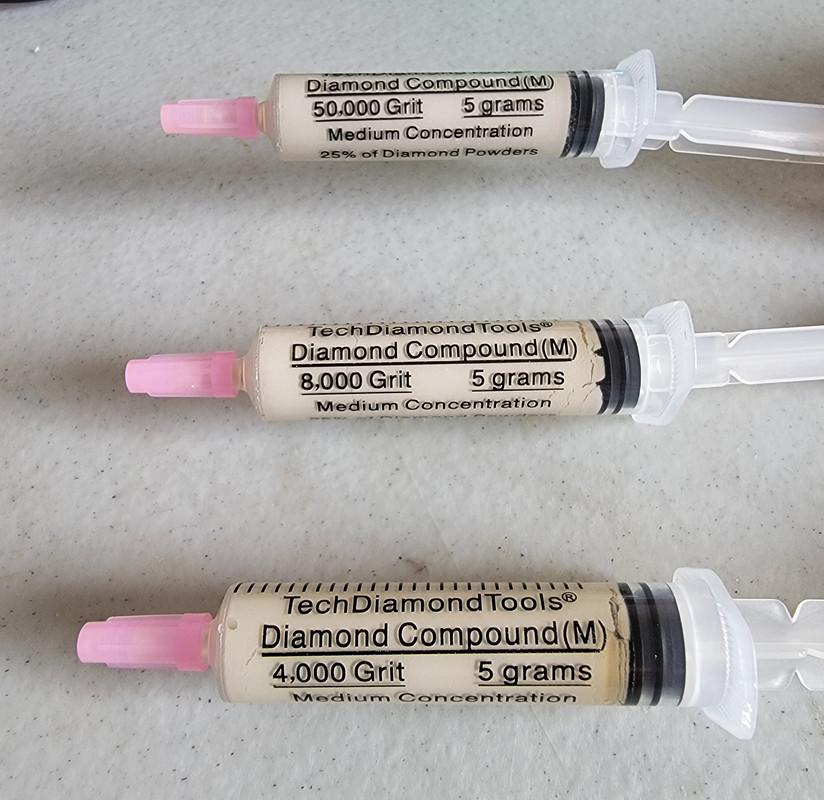 Diamond Compound(M)
50,000 Grit 5 grams
Medium Concentration
25% of Diamond Powders
TechDiamondTools®
Diamond Compound(M)
8,000 Grit 5 grams
Medium Concentration
TechDiamondTools®
Diamond Compound(M)
4,000 Grit 5 grams
Medium Concentration